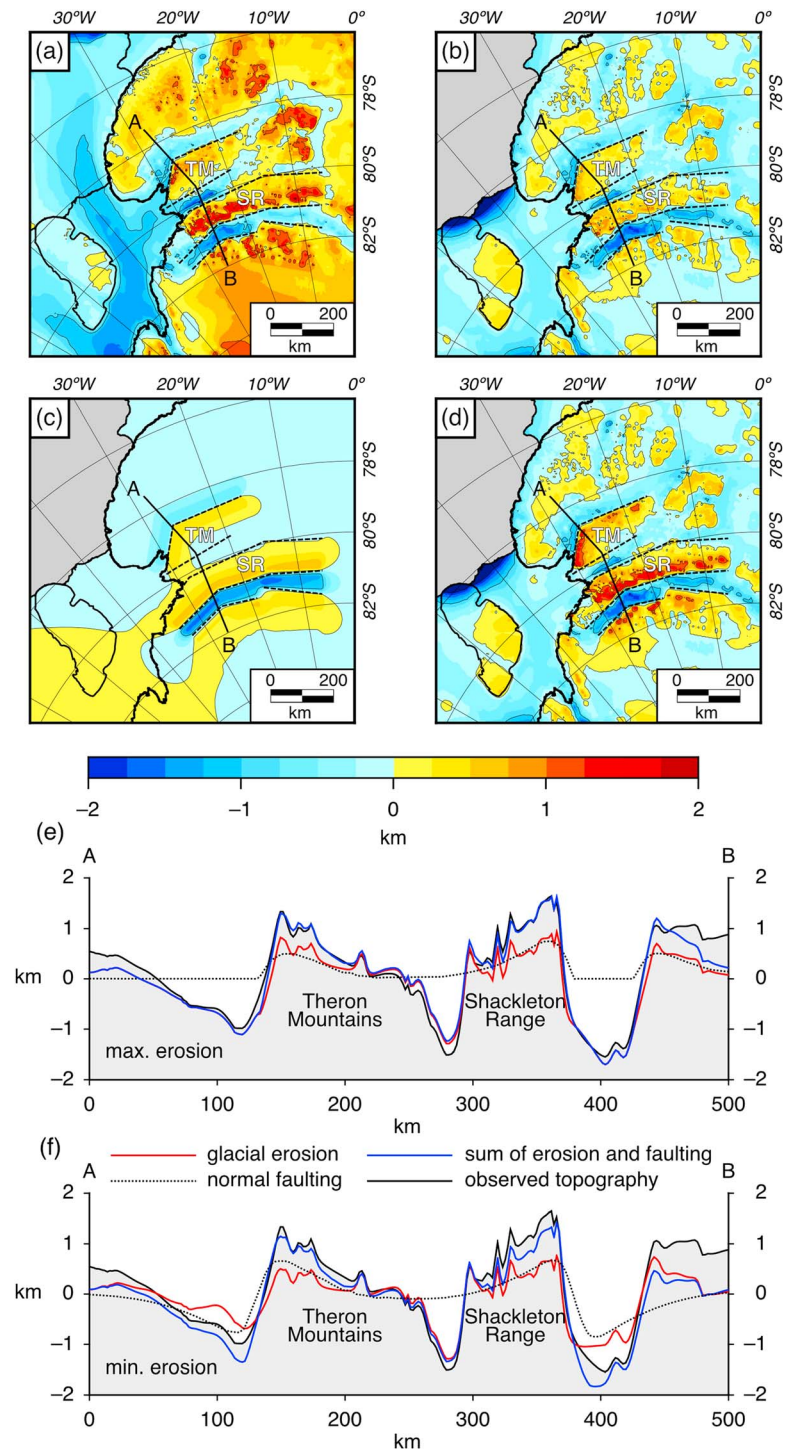 30°W 20°W 10°W 0° 30°W 20°W 10°W 0°
(a) (b)
78°S 78°S
A A
80°S 80°S
TM TM
SR SR
82°S 82°S
B B
0 200 0 200
km km
30°W 20°W 10°W 0° 30°W 20°W 10°W 0°
(c) (d)
78°S 78°S
A A
80°S 80°S
TM TM
SR SR
82°S 82°S
B B
0 200 0 200
km km
−2 −1 0 1 2
km
(e)
A B
2 2
1 1
km 0 0 km
Theron Mountains
Shackleton Range
−1 −1
max. erosion
−2 −2
0 100 200 300 400 500
km
(f)
glacial erosion sum of erosion and faulting
normal faulting observed topography
A B
2 2
1 1
km 0 0 km
Theron Mountains
Shackleton Range
−1 −1
min. erosion
−2 −2
0 100 200 300 400 500
km